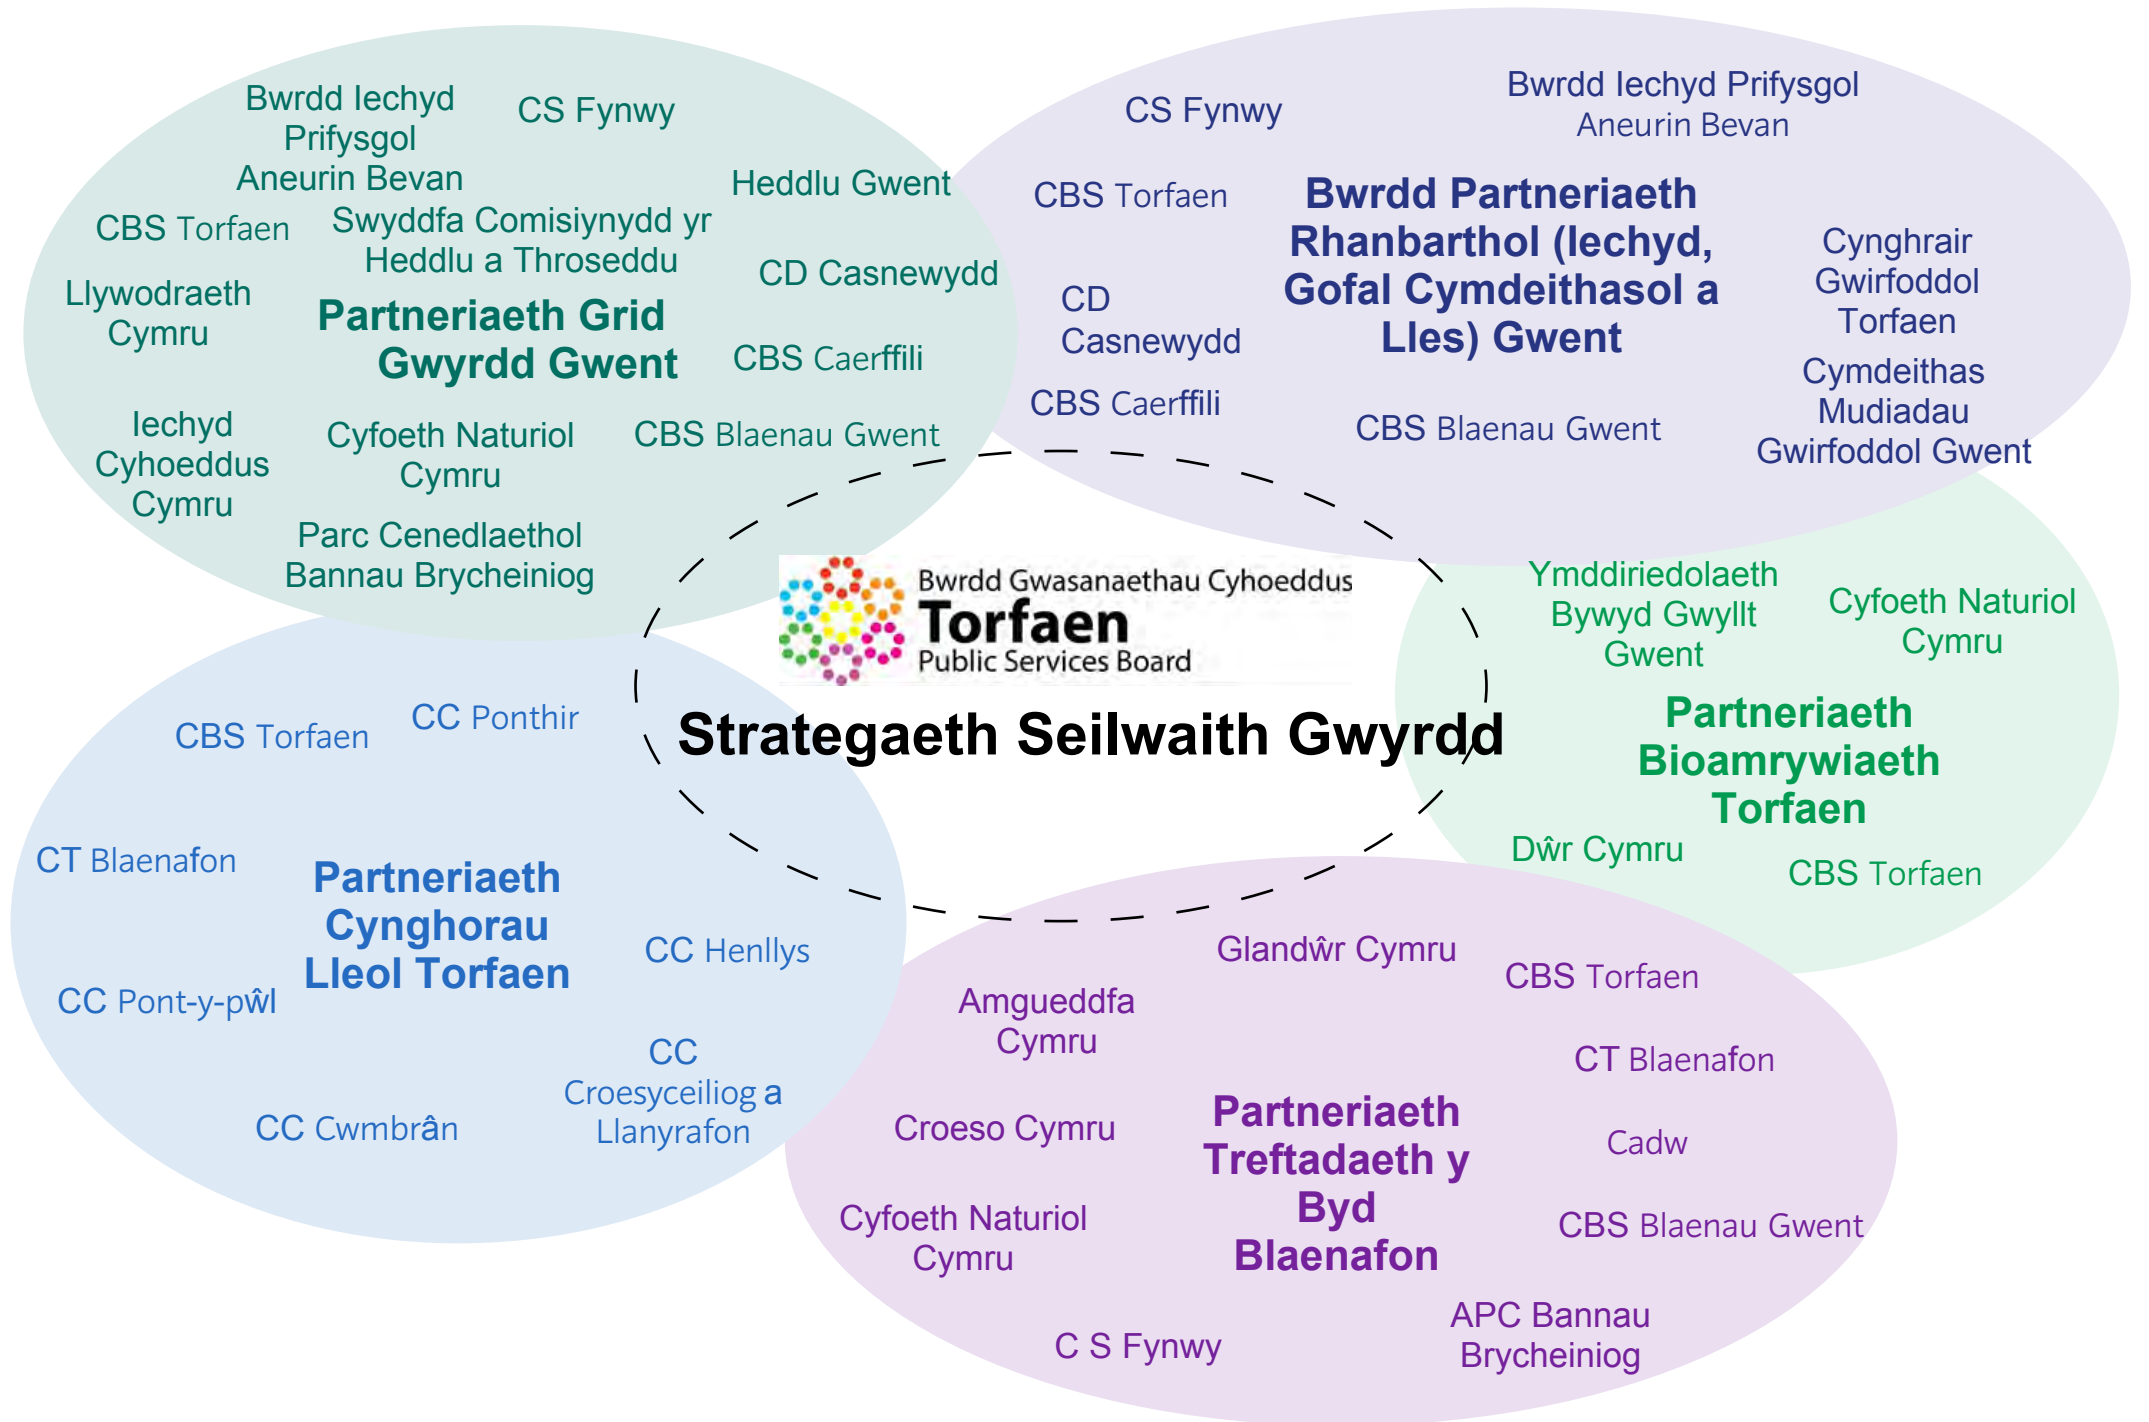 Bwrdd Iechyd
Prifysgol
Aneurin Bevan
CS Fynwy
Heddlu Gwent
CBS Torfaen
Swyddfa Comisiynydd yr
Heddlu a Throseddu
CD Casnewydd
Llywodraeth
Cymru
Partneriaeth Grid
Gwyrdd Gwent
CBS Caerffili
Iechyd
Cyhoeddus
Cymru
Cyfoeth Naturiol
Cymru
CBS Blaenau Gwent
Parc Cenedlaethol
Bannau Brycheiniog
CS Fynwy
Bwrdd Iechyd Prifysgol
Aneurin Bevan
CBS Torfaen
Bwrdd Partneriaeth
Rhanbarthol (Iechyd,
Gofal Cymdeithasol a
Lles) Gwent
Cynghrair
Gwirfoddol
Torfaen
CD
Casnewydd
CBS Caerffili
CBS Blaenau Gwent
Cymdeithas
Mudiadau
Gwirfoddol Gwent
Bwrdd Gwasanaethau Cyhoeddus
Torfaen
Public Services Board
Strategaeth Seilwaith Gwyrdd
Ymddiriedolaeth
Bywyd Gwyllt
Gwent
Cyfoeth Naturiol
Cymru
Partneriaeth
Bioamrywiaeth
Torfaen
Dŵr Cymru
CBS Torfaen
CBS Torfaen
CC Ponthir
CT Blaenafon
Partneriaeth
Cynghorau
Lleol Torfaen
CC Henllys
CC Pont-y-pŵl
CC
Croesyceiliog a
Llanyrafon
CC Cwmbrân
Glandŵr Cymru
CBS Torfaen
Amgueddfa
Cymru
CT Blaenafon
Croeso Cymru
Partneriaeth
Treftadaeth y
Byd
Blaenafon
Cadw
Cyfoeth Naturiol
Cymru
CBS Blaenau Gwent
C S Fynwy
APC Bannau
Brycheiniog